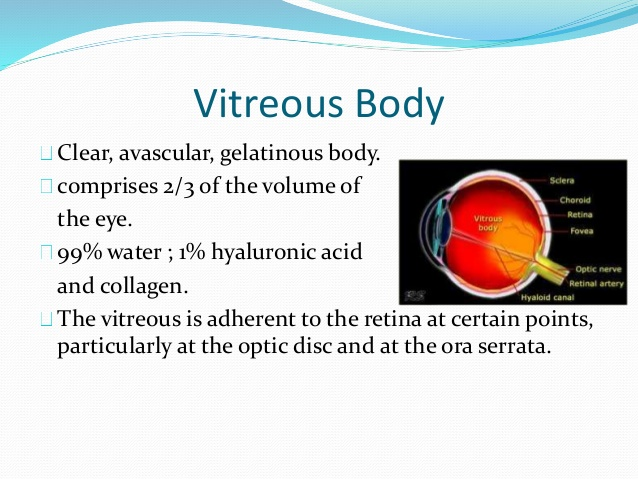 Vitreous Body
Clear, avascular, gelatinous body.
comprises 2/3 of the volume of
the eye.
99% water ; 1% hyaluronic acid
and collagen.
The vitreous is adherent to the retina at certain points,
particularly at the optic disc and at the ora serrata.
Sclera
Choroid
Retina
Fovea
Vitrous
body
Optic nerve
Retinal artery
Hyaloid canal